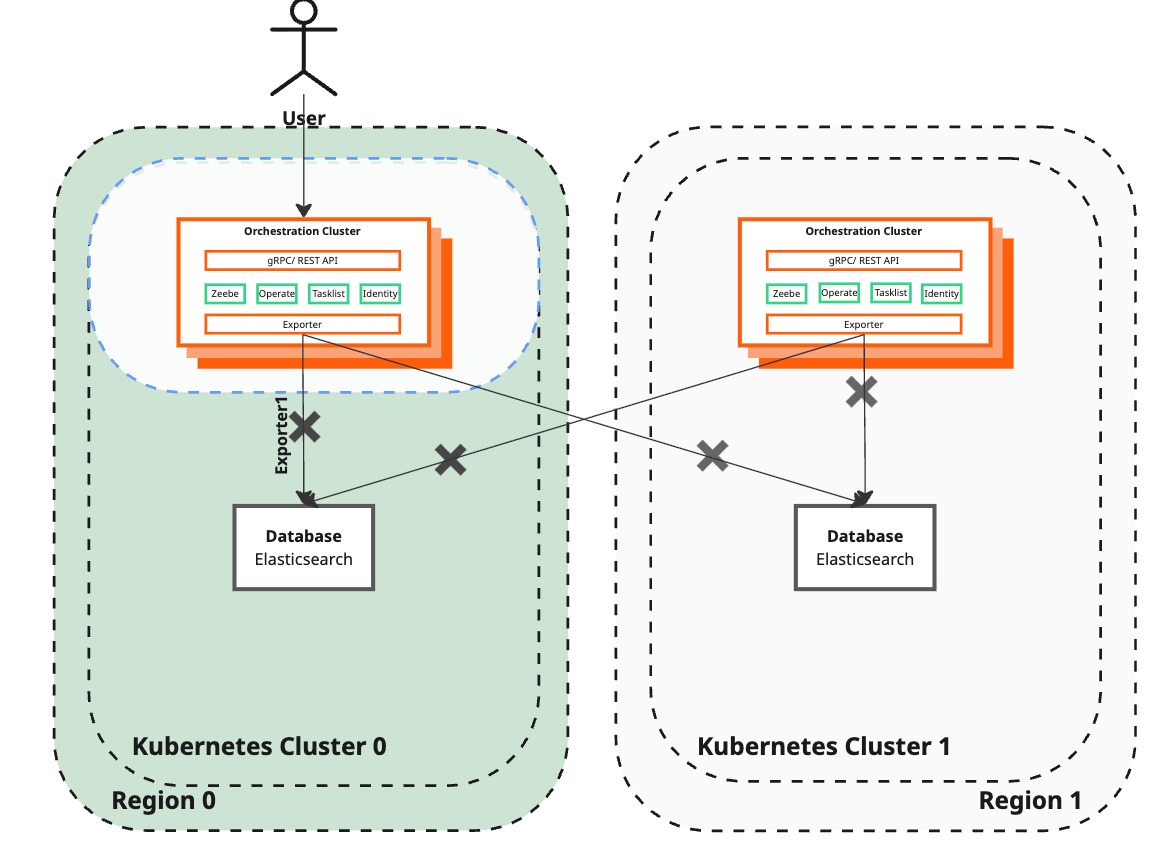 User
Orchestration Cluster
gRPC/ REST API
Zeebe
Operate
Tasklist
Identity
Exporter
Exporter1
Database
Elasticsearch
Kubernetes Cluster 0
Region 0
Orchestration Cluster
gRPC/ REST API
Zeebe
Operate
Tasklist
Identity
Exporter
Database
Elasticsearch
Kubernetes Cluster 1
Region 1